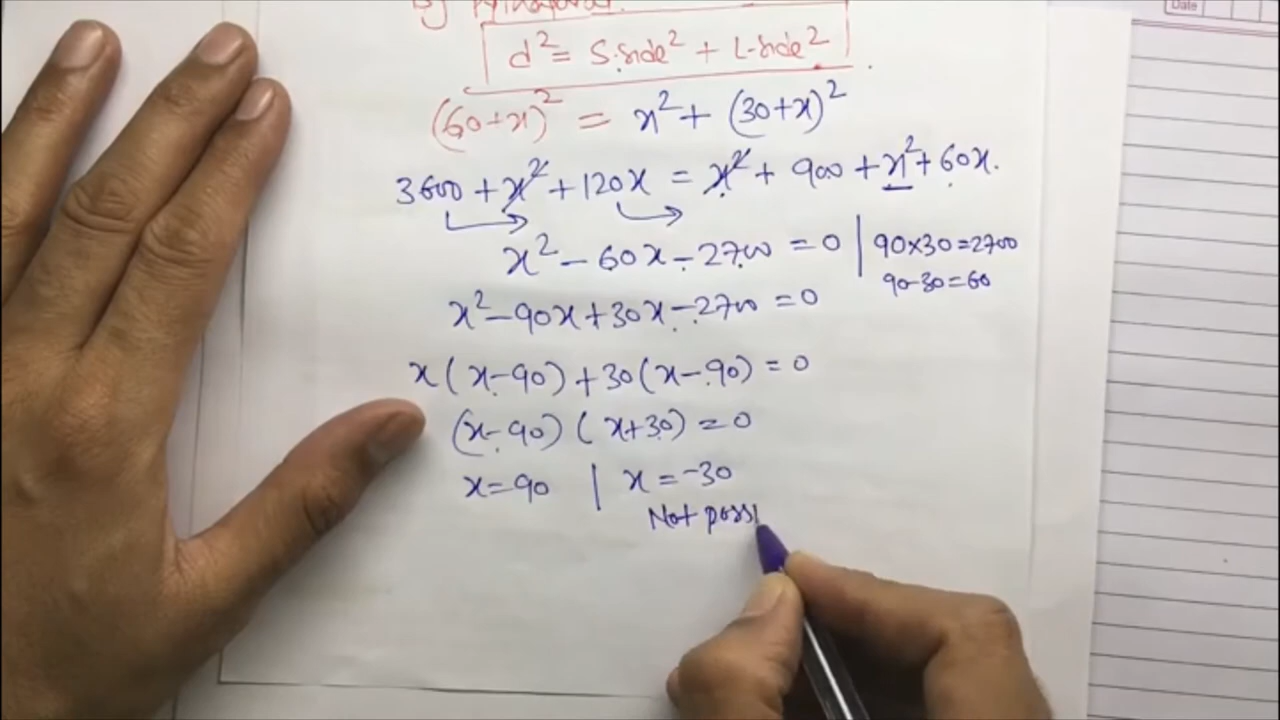 Date
d² = S.side² + L.side²
(60+x)² = x² + (30+x)²
3600 + x² + 120x = x² + 900 + x² + 60x.
x² - 60x - 2700 = 0 | 90×30=2700
90-30=60
x² - 90x + 30x - 2700 = 0
x(x-90) + 30(x-90) = 0
(x-90) (x+30) = 0
x = 90 | x = -30
Not possi